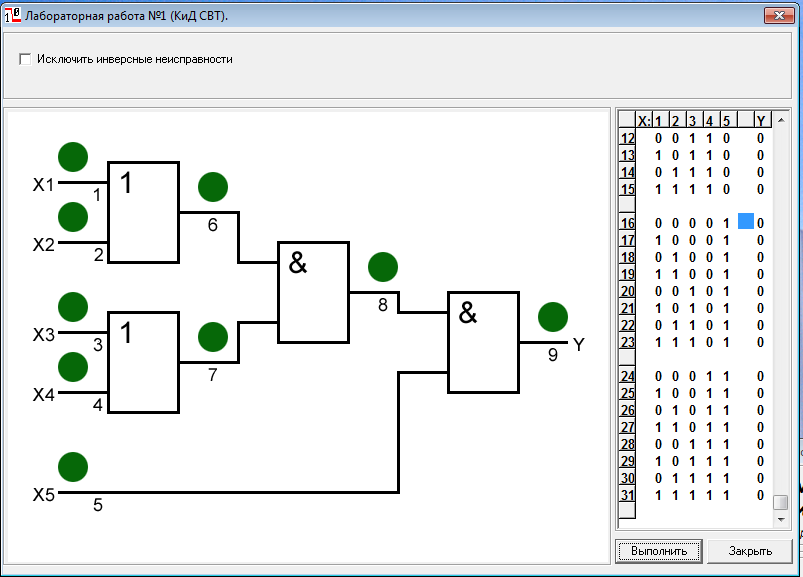 Лабораторная работа №1 (КиД СВТ).
Исключить инверсные неисправности
X1
1
1
X2
2
6
&
X3
3
1
X4
4
7
8
&
9
Y
X5
5
X: 1 2 3 4 5 Y
12 0 0 1 1 0 0
13 1 0 1 1 0 0
14 0 1 1 1 0 0
15 1 1 1 1 0 0
16 0 0 0 0 1 0
17 1 0 0 0 1 0
18 0 1 0 0 1 0
19 1 1 0 0 1 0
20 0 0 1 0 1 0
21 1 0 1 0 1 0
22 0 1 1 0 1 0
23 1 1 1 0 1 0
24 0 0 0 1 1 0
25 1 0 0 1 1 0
26 0 1 0 1 1 0
27 1 1 0 1 1 0
28 0 0 1 1 1 0
29 1 0 1 1 1 0
30 0 1 1 1 1 0
31 1 1 1 1 1 0
Выполнить
Закрыть